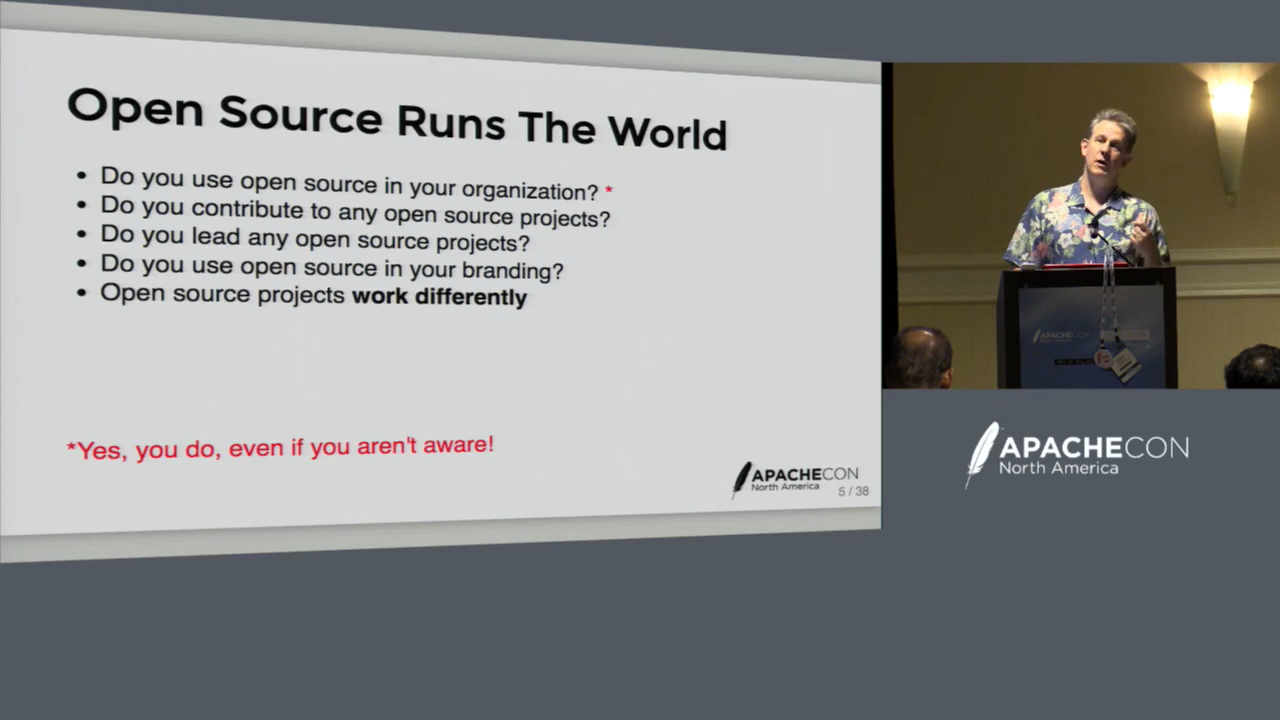 Open Source Runs The World
• Do you use open source in your organization? *
• Do you contribute to any open source projects?
• Do you lead any open source projects?
• Do you use open source in your branding?
• Open source projects work differently
*Yes, you do, even if you aren't aware!
APACHECON
North America
5 / 38
APACHECON
North America
APACHECON
North America